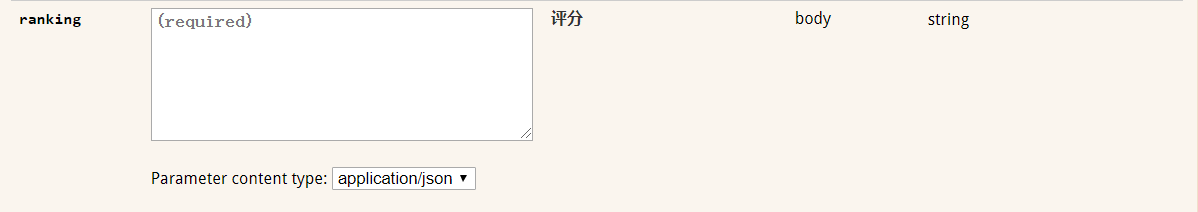 ranking (required) 评分 body string
Parameter content type: application/json